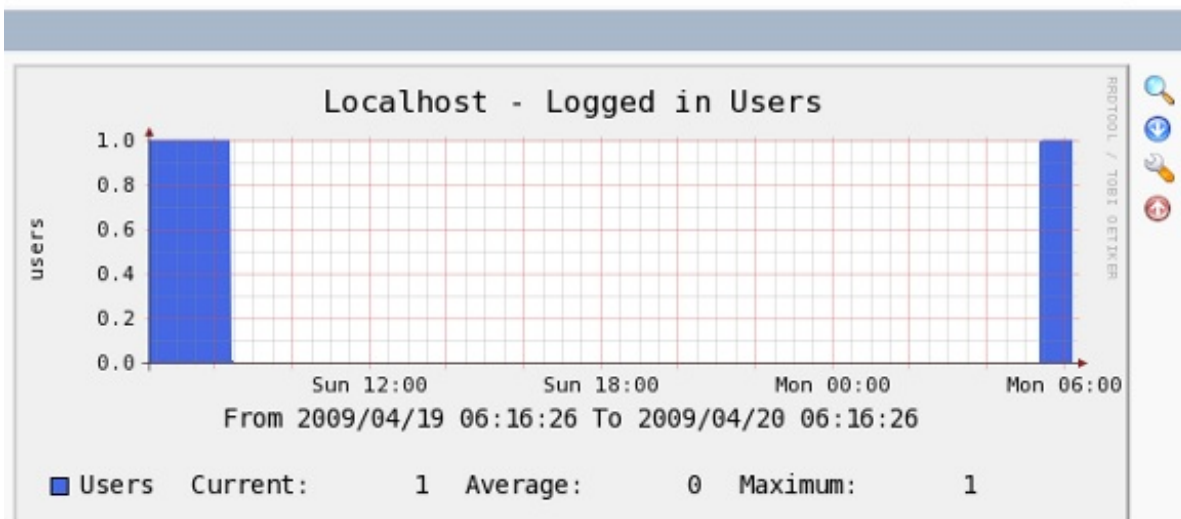 Localhost - Logged in Users
RRDTOOL / TOBI OETIKER
users
1.0
0.8
0.6
0.4
0.2
0.0
Sun 12:00 Sun 18:00 Mon 00:00 Mon 06:00
From 2009/04/19 06:16:26 To 2009/04/20 06:16:26
Users Current: 1 Average: 0 Maximum: 1